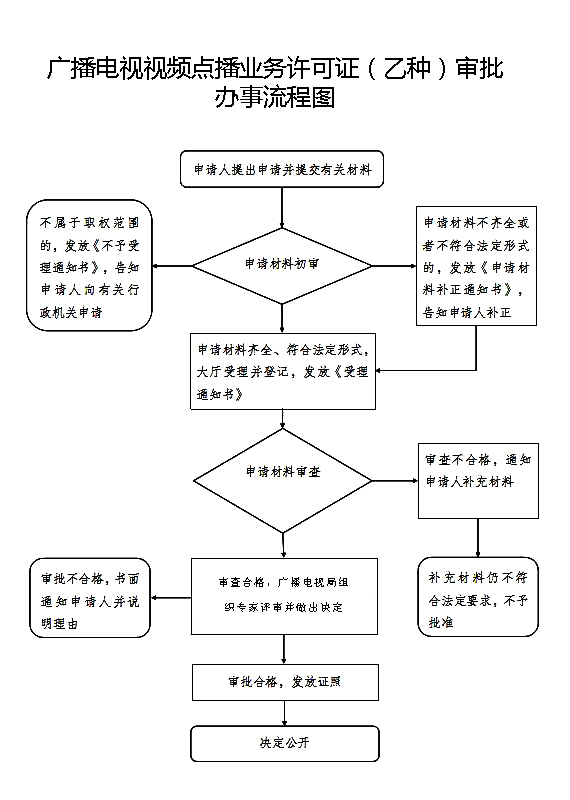 广播电视视频点播业务许可证（乙种）审批
办事流程图
申请人提出申请并提交有关材料
不属于职权范围
的，发放《不予受
理通知书》，告知
申请人向有关行
政机关申请
申请材料初审
申请材料不齐全或
者不符合法定形式
的，发放《申请材
料补正通知书》，
告知申请人补正
申请材料齐全、符合法定形式，
大厅受理并登记，发放《受理
通知书》
申请材料审查
审查不合格，通知
申请人补充材料
审批不合格，书面
通知申请人并说
明理由
审查合格，广播电视局组
织专家评审并做出决定
补充材料仍不符
合法定要求，不予
批准
审批合格，发放证照
决定公开